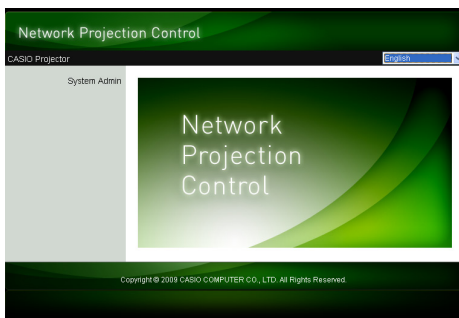 Network Projection Control
CASIO Projector
English
System Admin
Network
Projection
Control
Copyright © 2009 CASIO COMPUTER CO., LTD. All Rights Reserved.